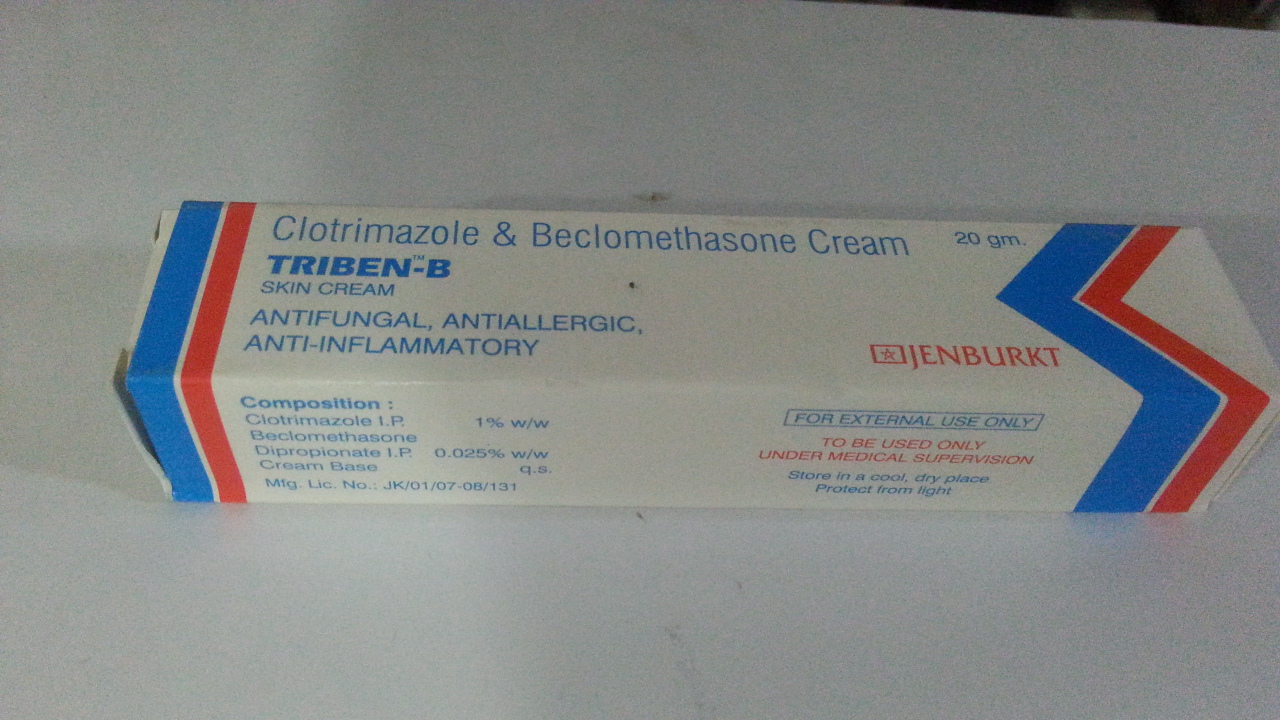 Clotrimazole & Beclomethasone Cream 20 gm.
TRIBEN™-B
SKIN CREAM
ANTIFUNGAL, ANTIALLERGIC,
ANTI-INFLAMMATORY
JENBURKT
Composition :
Clotrimazole I.P. 1% w/w
Beclomethasone
Dipropionate I.P. 0.025% w/w
Cream Base q.s.
Mfg. Lic. No.: JK/01/07-08/131
FOR EXTERNAL USE ONLY
TO BE USED ONLY
UNDER MEDICAL SUPERVISION
Store in a cool, dry place
Protect from light